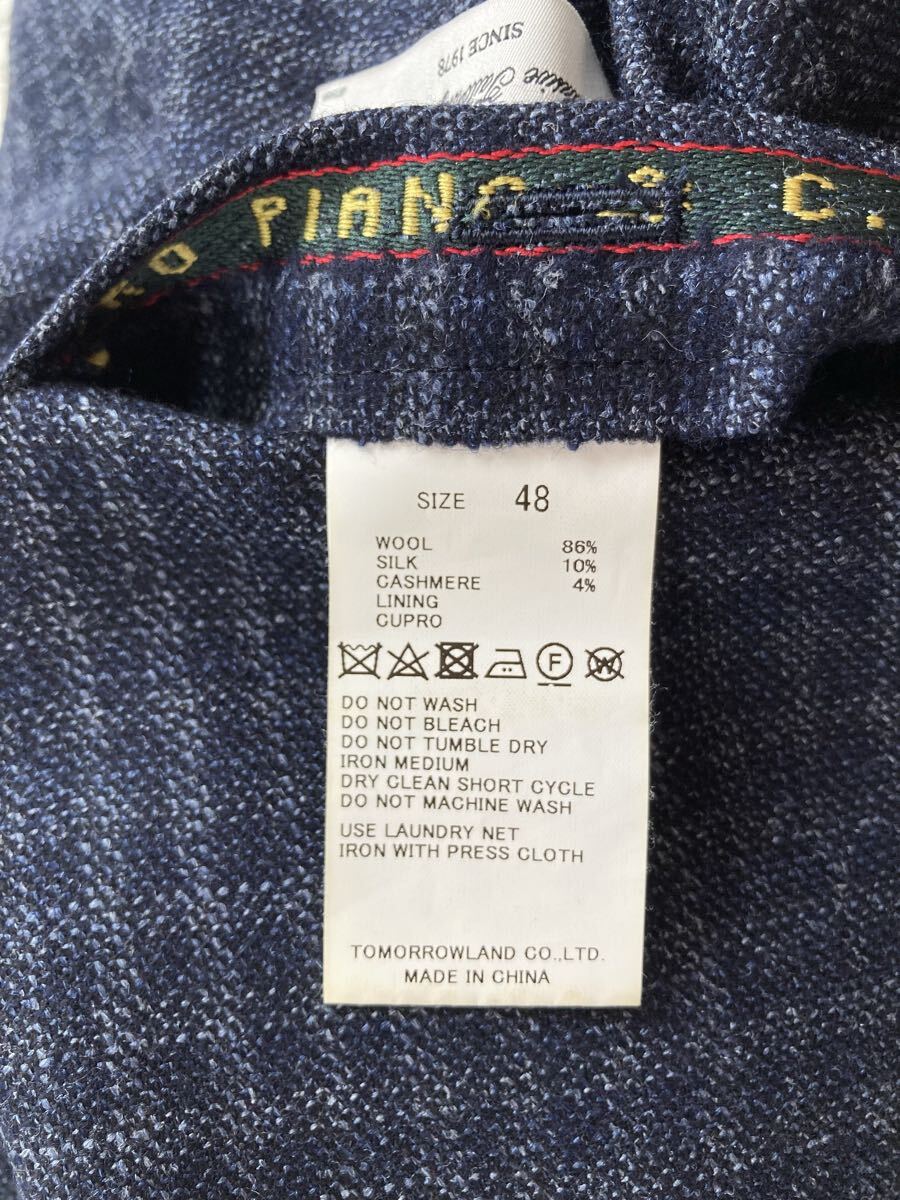 SINCE 1978
PIANO & C.
SIZE 48
WOOL 86%
SILK 10%
CASHMERE 4%
LINING
CUPRO
F W
DO NOT WASH
DO NOT BLEACH
DO NOT TUMBLE DRY
IRON MEDIUM
DRY CLEAN SHORT CYCLE
DO NOT MACHINE WASH
USE LAUNDRY NET
IRON WITH PRESS CLOTH
TOMORROWLAND CO.,LTD.
MADE IN CHINA